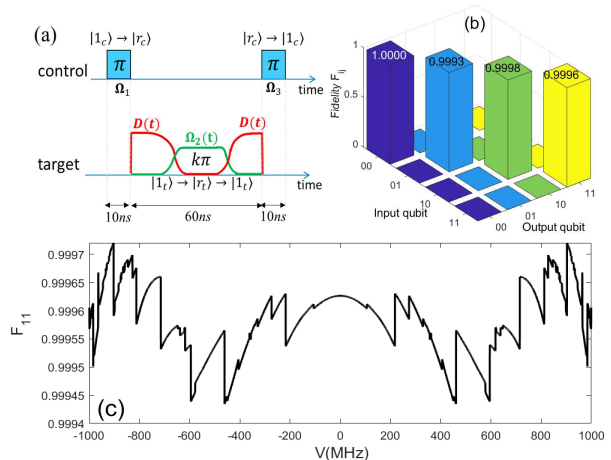 (a)
|1c⟩ → |rc⟩
|rc⟩ → |1c⟩
control
π
π
Ω1
Ω3
time
D(t)
Ω2(t)
D(t)
target
kπ
|1t⟩ → |rt⟩ → |1t⟩
time
10ns
60ns
10ns
(b)
1
0.5
0
Fidelity Fij
1.0000
0.9993
0.9998
0.9996
00
01
10
11
Input qubit
00
01
10
11
Output qubit
0.99965
0.9996
0.99955
0.9995
0.99945
0.9994
F11
(c)
-1000
-800
-600
-400
-200
0
200
400
600
800
1000
V(MHz)